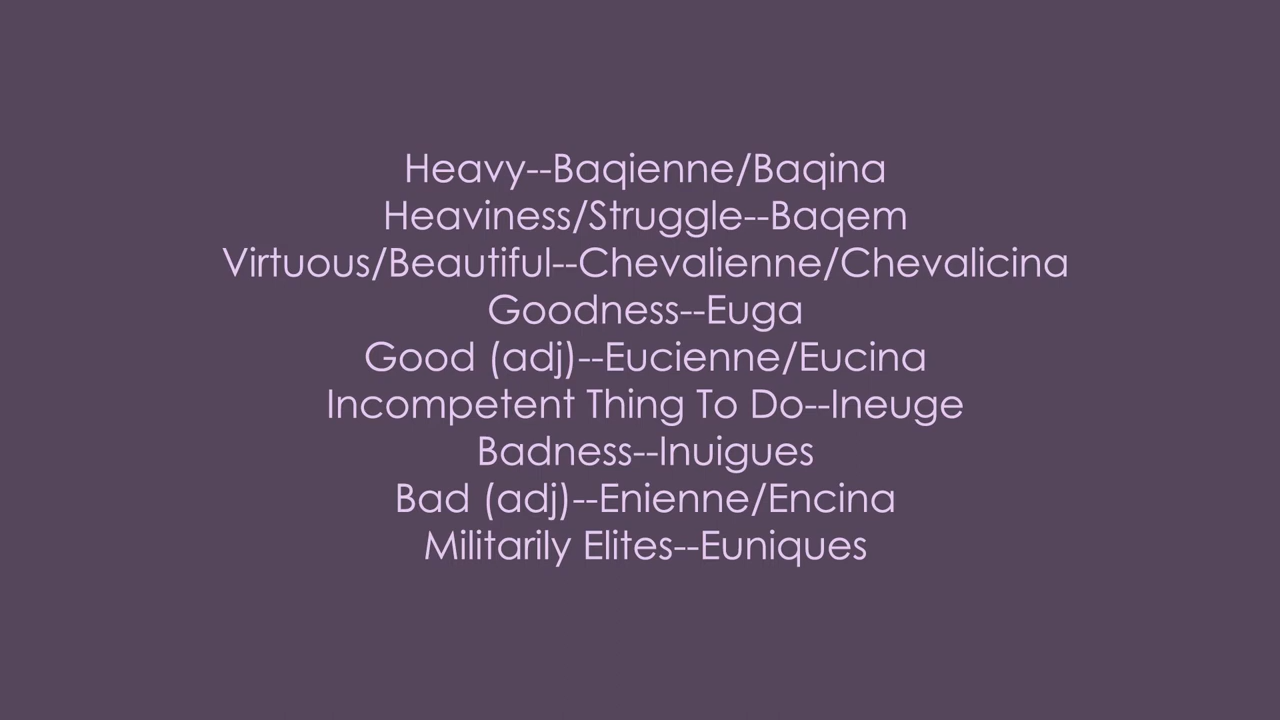 Heavy--Baqienne/Baqina
Heaviness/Struggle--Baqem
Virtuous/Beautiful--Chevalienne/Chevalicina
Goodness--Euga
Good (adj)--Eucienne/Eucina
Incompetent Thing To Do--Ineuge
Badness--Inuigues
Bad (adj)--Enienne/Encina
Militarily Elites--Euniques